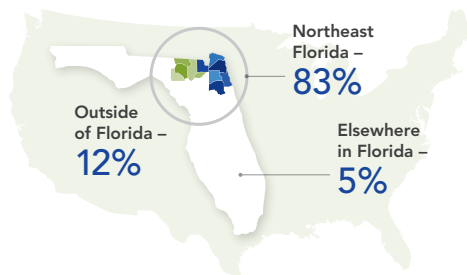 Northeast
Florida –
83%
Outside
of Florida –
12%
Elsewhere
in Florida –
5%